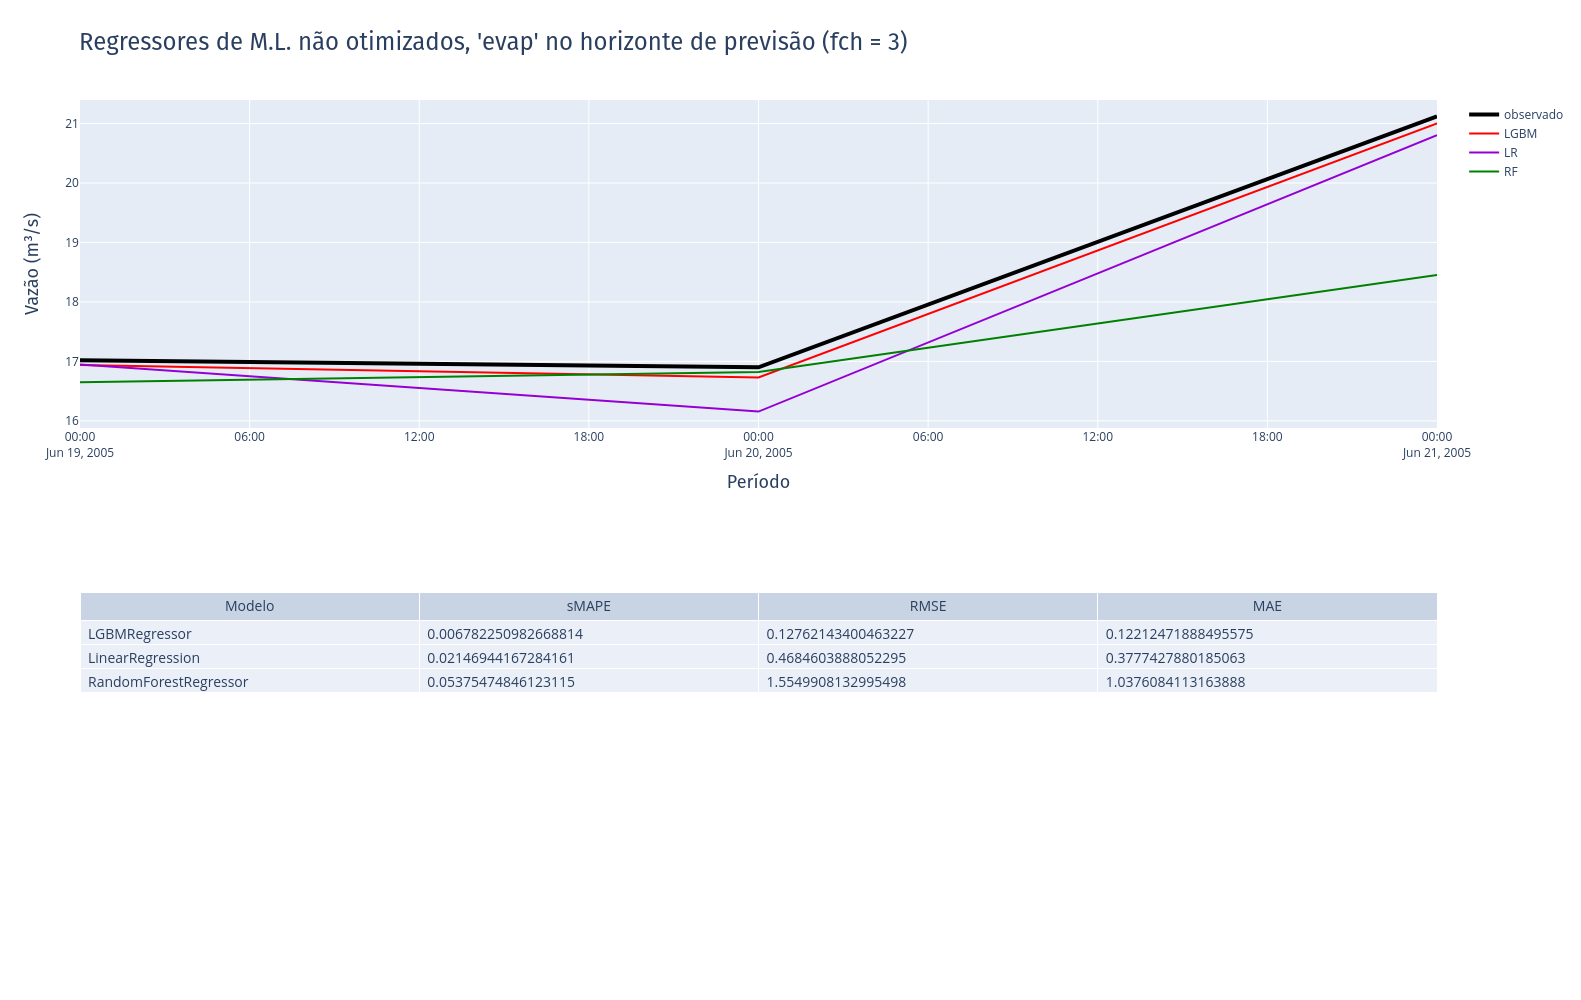 Regressores de M.L. não otimizados, 'evap' no horizonte de previsão (fch = 3)
observado
LGBM
LR
RF
Vazão (m³/s)
21
20
19
18
17
16
00:00 06:00 12:00 18:00 00:00 06:00 12:00 18:00 00:00
Jun 19, 2005 Jun 20, 2005 Jun 21, 2005
Período
Modelo sMAPE RMSE MAE
LGBMRegressor 0.006782250982668814 0.12762143400463227 0.12212471888495575
LinearRegression 0.02146944167284161 0.4684603888052295 0.3777427880185063
RandomForestRegressor 0.05375474846123115 1.5549908132995498 1.0376084113163888